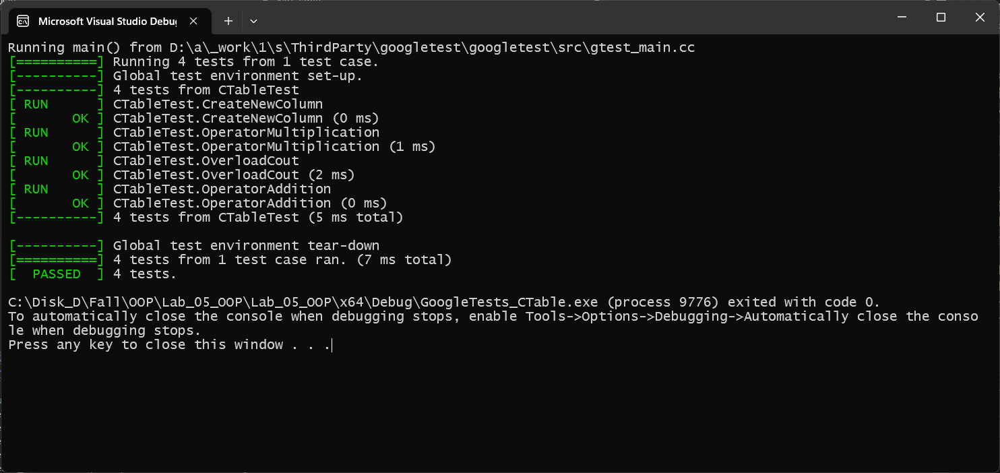 Microsoft Visual Studio Debu
Running main() from D:\a\_work\1\s\ThirdParty\googletest\googletest\src\gtest_main.cc
[==========] Running 4 tests from 1 test case.
[----------] Global test environment set-up.
[----------] 4 tests from CTableTest
[ RUN      ] CTableTest.CreateNewColumn
[       OK ] CTableTest.CreateNewColumn (0 ms)
[ RUN      ] CTableTest.OperatorMultiplication
[       OK ] CTableTest.OperatorMultiplication (1 ms)
[ RUN      ] CTableTest.OverloadCout
[       OK ] CTableTest.OverloadCout (2 ms)
[ RUN      ] CTableTest.OperatorAddition
[       OK ] CTableTest.OperatorAddition (0 ms)
[----------] 4 tests from CTableTest (5 ms total)
[----------] Global test environment tear-down
[==========] 4 tests from 1 test case ran. (7 ms total)
[  PASSED  ] 4 tests.
C:\Disk_D\Fall\OOP\Lab_05_OOP\Lab_05_OOP\x64\Debug\GoogleTests_CTable.exe (process 9776) exited with code 0.
To automatically close the console when debugging stops, enable Tools->Options->Debugging->Automatically close the conso
le when debugging stops.
Press any key to close this window . . .